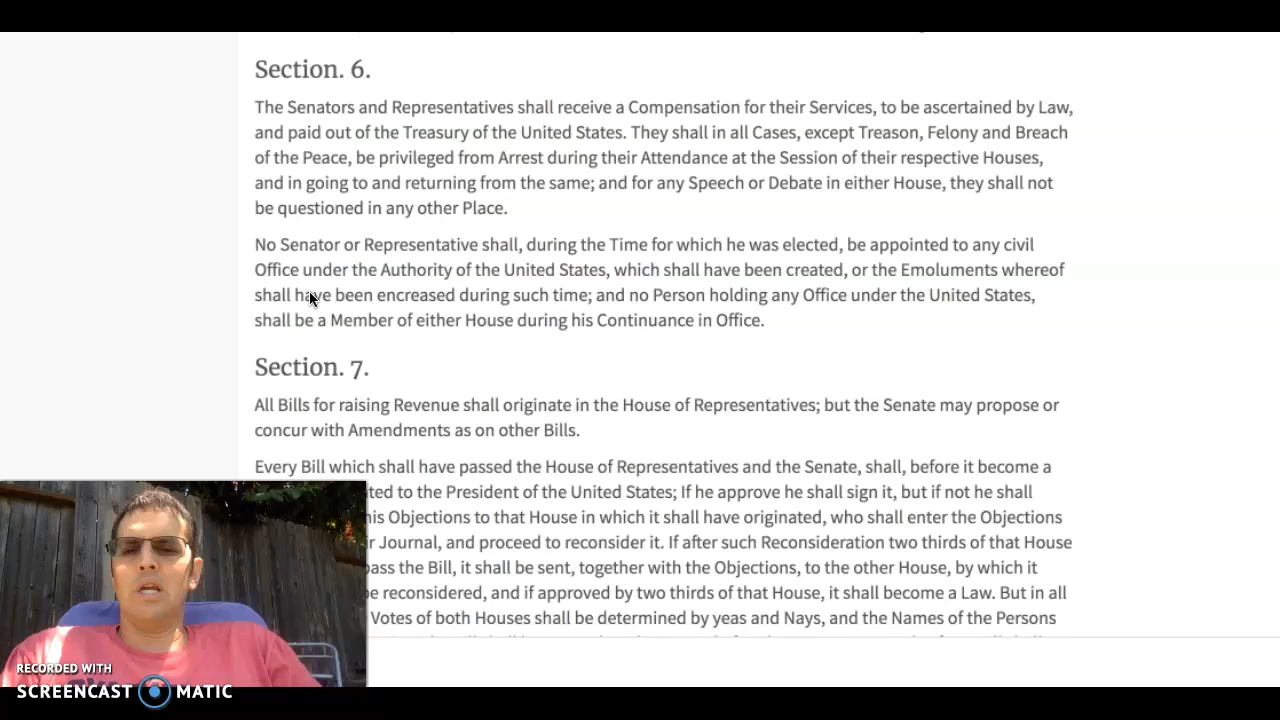 Section. 6.
The Senators and Representatives shall receive a Compensation for their Services, to be ascertained by Law,
and paid out of the Treasury of the United States. They shall in all Cases, except Treason, Felony and Breach
of the Peace, be privileged from Arrest during their Attendance at the Session of their respective Houses,
and in going to and returning from the same; and for any Speech or Debate in either House, they shall not
be questioned in any other Place.
No Senator or Representative shall, during the Time for which he was elected, be appointed to any civil
Office under the Authority of the United States, which shall have been created, or the Emoluments whereof
shall have been encreased during such time; and no Person holding any Office under the United States,
shall be a Member of either House during his Continuance in Office.
Section. 7.
All Bills for raising Revenue shall originate in the House of Representatives; but the Senate may propose or
concur with Amendments as on other Bills.
Every Bill which shall have passed the House of Representatives and the Senate, shall, before it become a
ted to the President of the United States; If he approve he shall sign it, but if not he shall
his Objections to that House in which it shall have originated, who shall enter the Objections
r Journal, and proceed to reconsider it. If after such Reconsideration two thirds of that House
pass the Bill, it shall be sent, together with the Objections, to the other House, by which it
be reconsidered, and if approved by two thirds of that House, it shall become a Law. But in all
Votes of both Houses shall be determined by yeas and Nays, and the Names of the Persons
RECORDED WITH
SCREENCAST MATIC